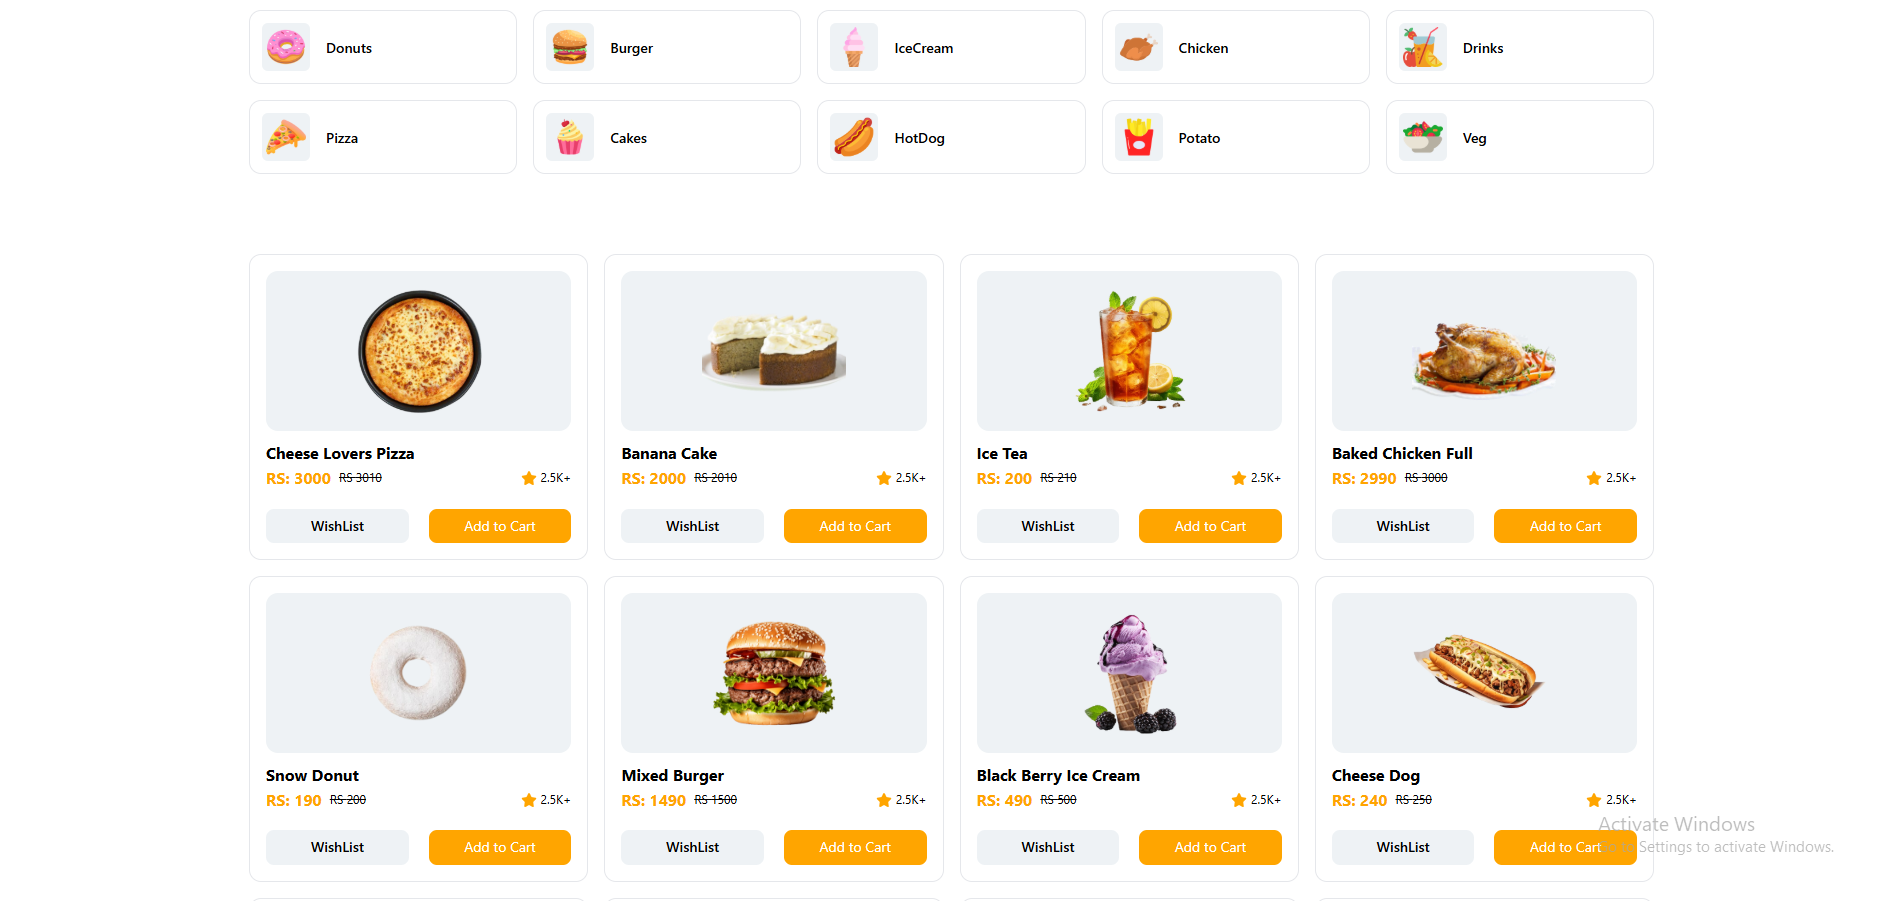 Donuts
Burger
IceCream
Chicken
Drinks
Pizza
Cakes
HotDog
Potato
Veg
Cheese Lovers Pizza
RS: 3000 RS 3010 2.5K+
WishList Add to Cart
Banana Cake
RS: 2000 RS 2010 2.5K+
WishList Add to Cart
Ice Tea
RS: 200 RS 210 2.5K+
WishList Add to Cart
Baked Chicken Full
RS: 2990 RS 3000 2.5K+
WishList Add to Cart
Snow Donut
RS: 190 RS 200 2.5K+
WishList Add to Cart
Mixed Burger
RS: 1490 RS 1500 2.5K+
WishList Add to Cart
Black Berry Ice Cream
RS: 490 RS 500 2.5K+
WishList Add to Cart
Cheese Dog
RS: 240 RS 250 2.5K+
WishList Add to Cart
Activate Windows
Settings to activate Windows.